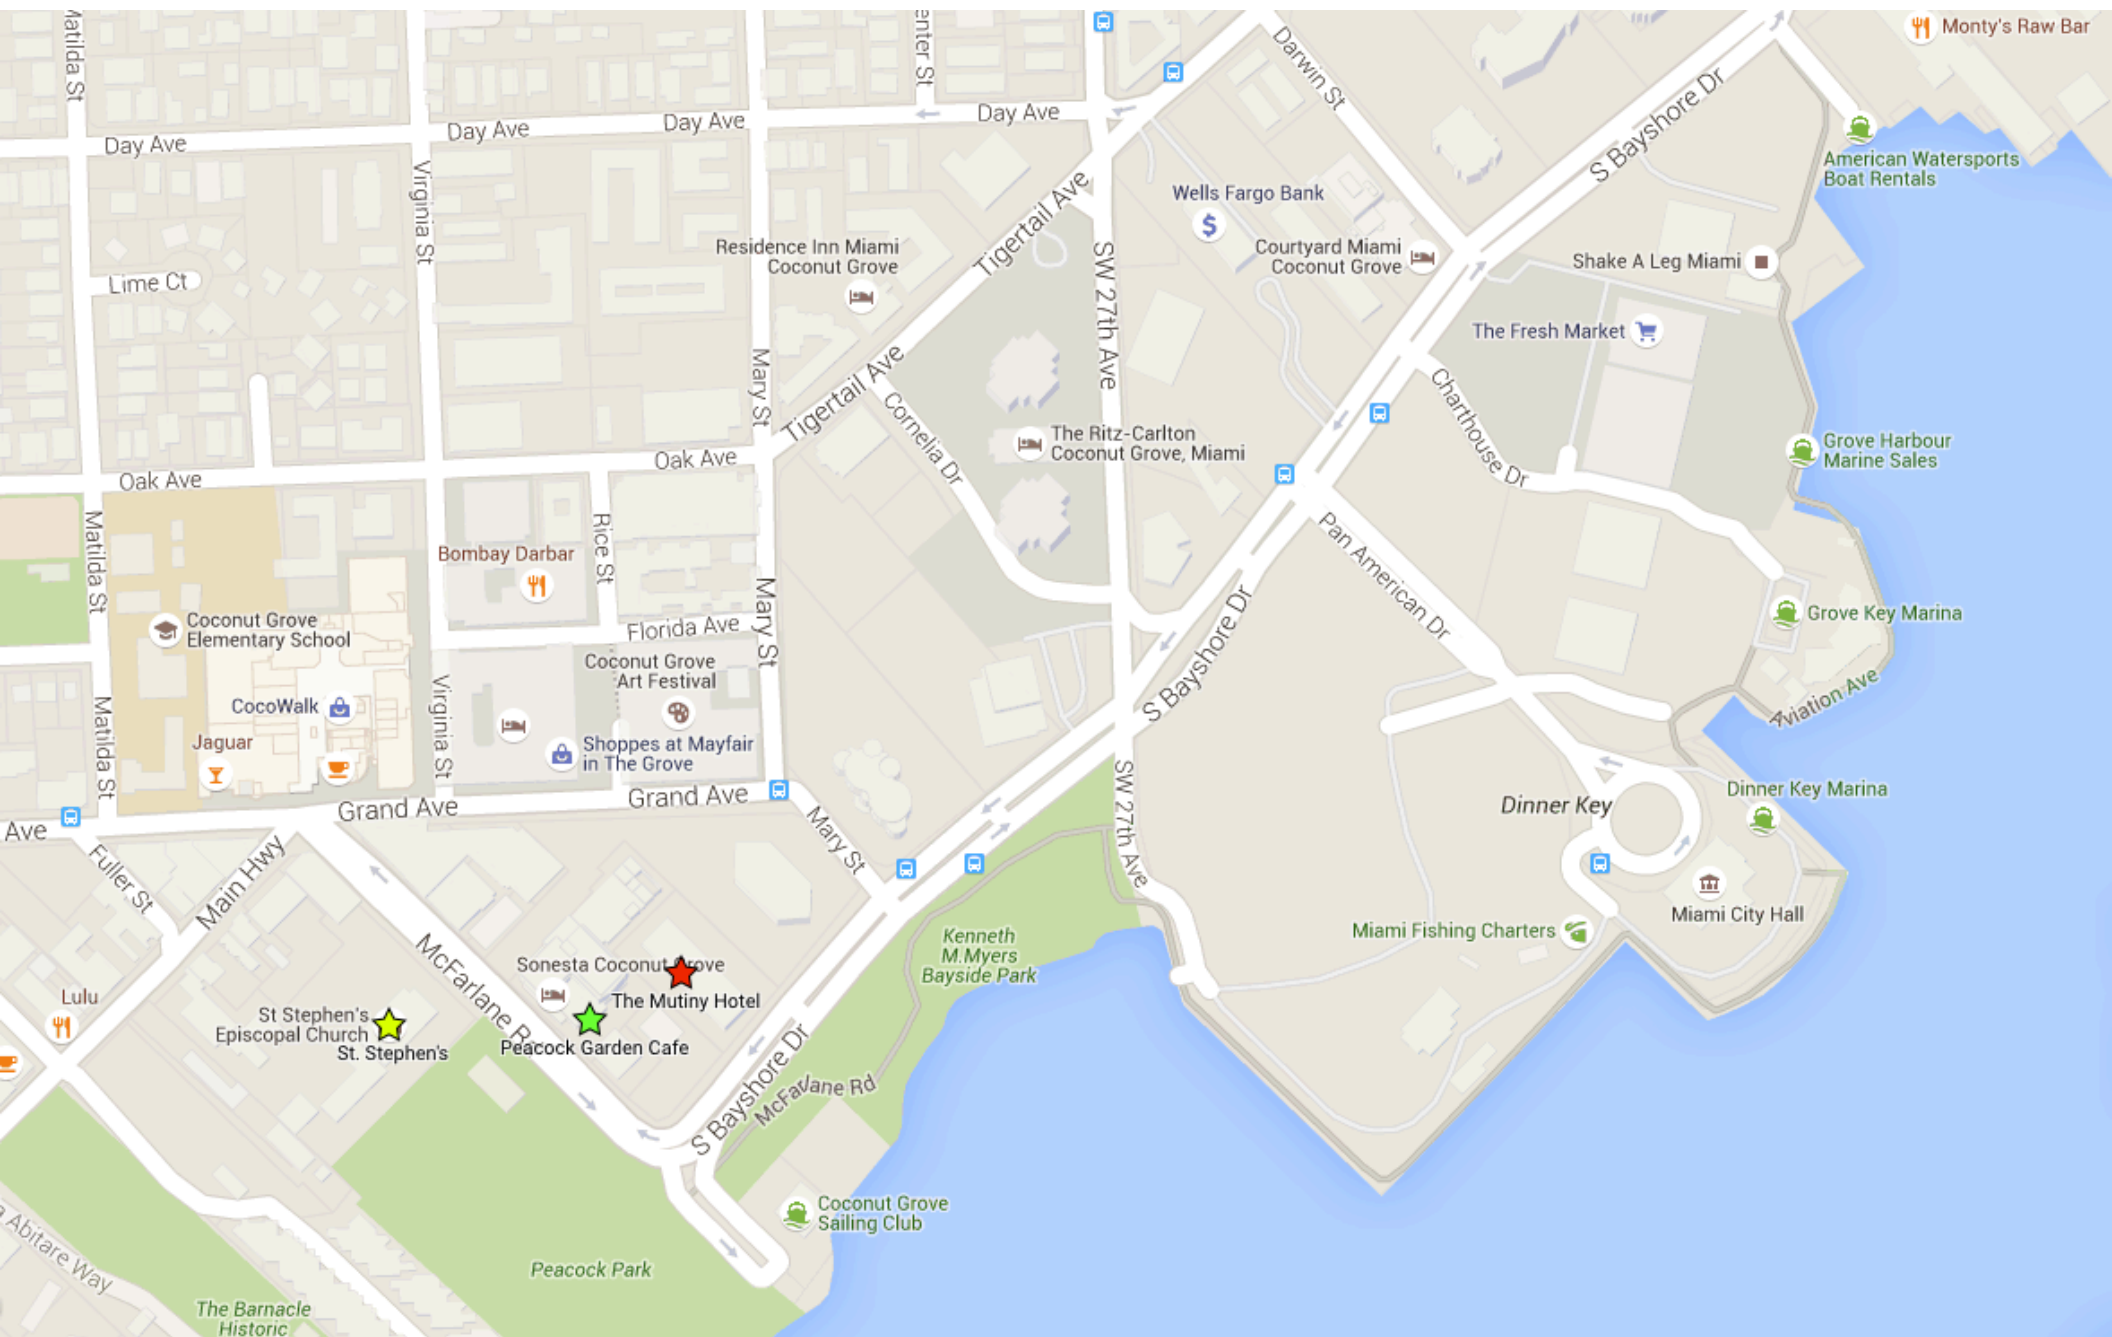 Matilda St
enter St
Monty's Raw Bar
Darwin St
S Bayshore Dr
Day Ave
Day Ave
Day Ave
Day Ave
American Watersports
Boat Rentals
Virginia St
Wells Fargo Bank
Tigertail Ave
Residence Inn Miami
Coconut Grove
SW 27th Ave
Courtyard Miami
Coconut Grove
Shake A Leg Miami
Lime Ct
The Fresh Market
Mary St
Tigertail Ave
Cornelia Dr
Charthouse Dr
The Ritz-Carlton
Coconut Grove, Miami
Grove Harbour
Marine Sales
Oak Ave
Oak Ave
Matilda St
Rice St
Bombay Darbar
Pan American Dr
Mary St
Coconut Grove
Elementary School
Florida Ave
Grove Key Marina
Coconut Grove
Art Festival
S Bayshore Dr
CocoWalk
Virginia St
Matilda St
Aviation Ave
Jaguar
Shoppes at Mayfair
in The Grove
Grand Ave
Grand Ave
SW 27th Ave
Dinner Key
Dinner Key Marina
Ave
Mary St
Fuller St
Main Hwy
Miami City Hall
Miami Fishing Charters
Kenneth
M.Myers
Bayside Park
McFarlane R
Sonesta Coconut Grove
The Mutiny Hotel
Lulu
St Stephen's
Episcopal Church
St. Stephen's
Peacock Garden Cafe
S Bayshore Dr
McFarlane Rd
Coconut Grove
Sailing Club
a Abitare Way
Peacock Park
The Barnacle
Historic